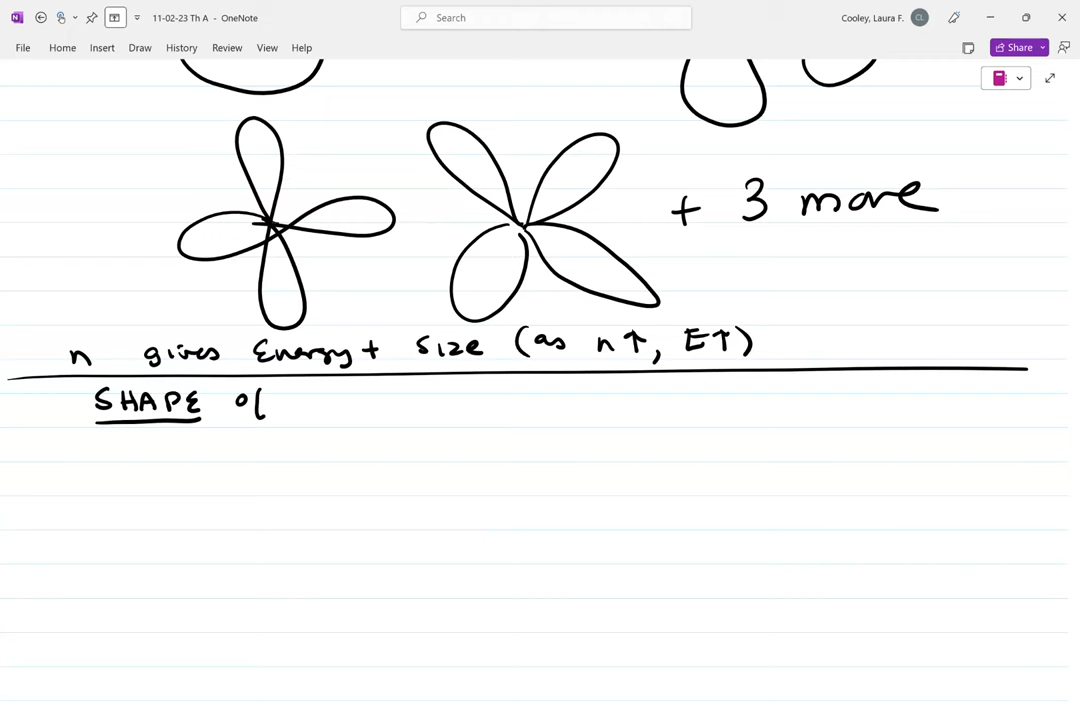 11-02-23 Th A - OneNote
Search
Cooley, Laura F.
CL
File Home Insert Draw History Review View Help
Share
+ 3 more
n gives Energy + Size (as n↑, E↑)
SHAPE of